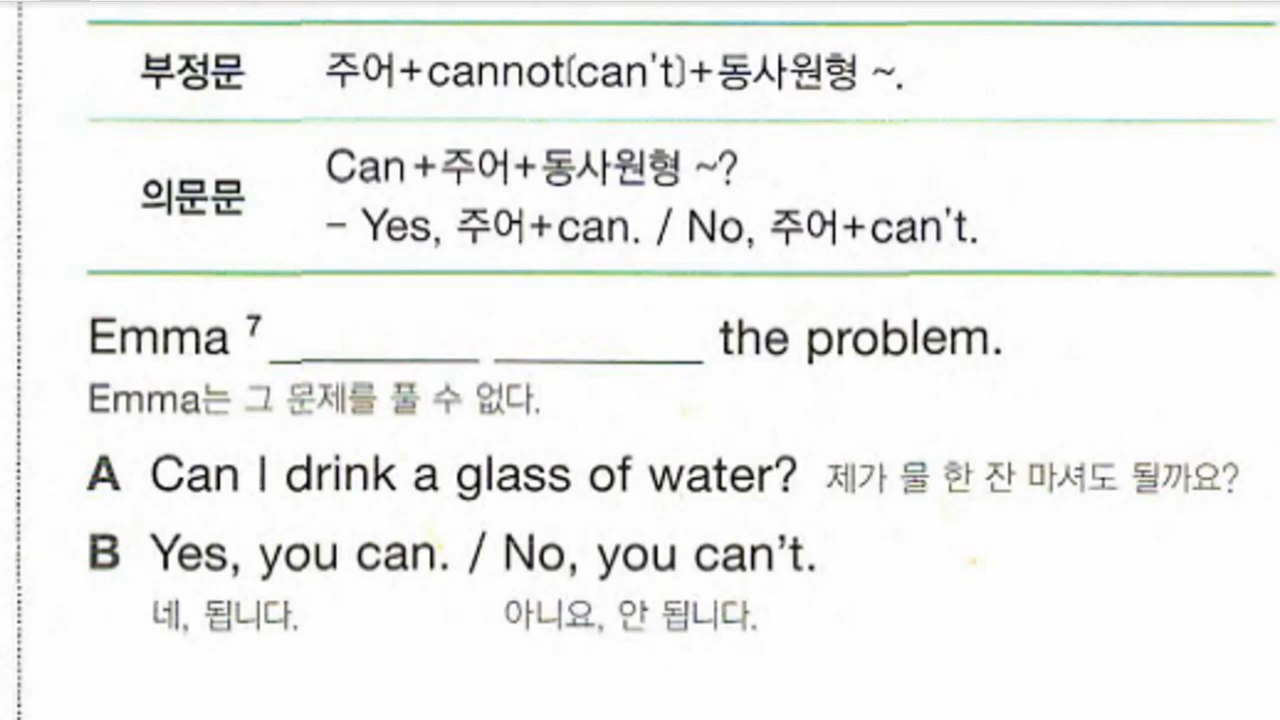 부정문 주어+cannot(can't)+동사원형 ~.
Can+주어+동사원형 ~?
의문문
– Yes, 주어+can. / No, 주어+can't.
Emma 7 ________ ________ the problem.
Emma는 그 문제를 풀 수 없다.
A Can I drink a glass of water? 제가 물 한 잔 마셔도 될까요?
B Yes, you can. / No, you can't.
네, 됩니다. 아니요, 안 됩니다.